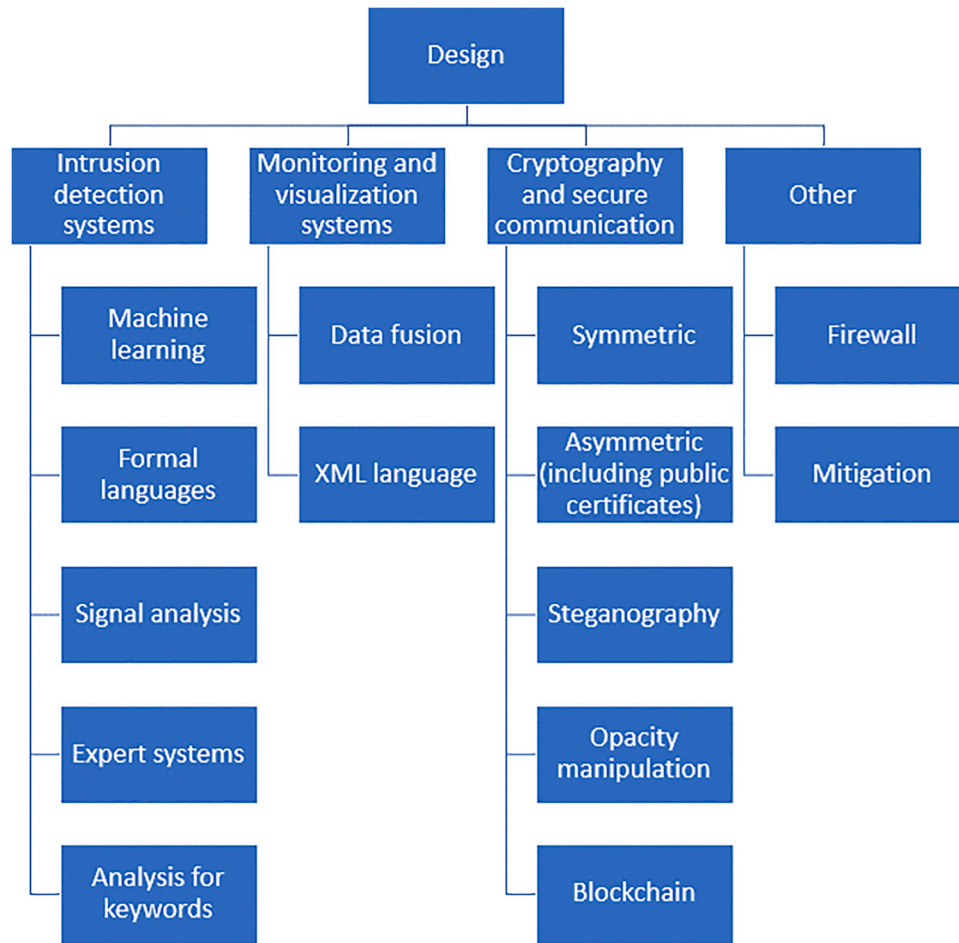 Design
Intrusion
detection
systems
Monitoring and
visualization
systems
Cryptography
and secure
communication
Other
Machine
learning
Data fusion
Symmetric
Firewall
Formal
languages
XML language
Asymmetric
(including public
certificates)
Mitigation
Signal analysis
Steganography
Expert systems
Opacity
manipulation
Analysis for
keywords
Blockchain